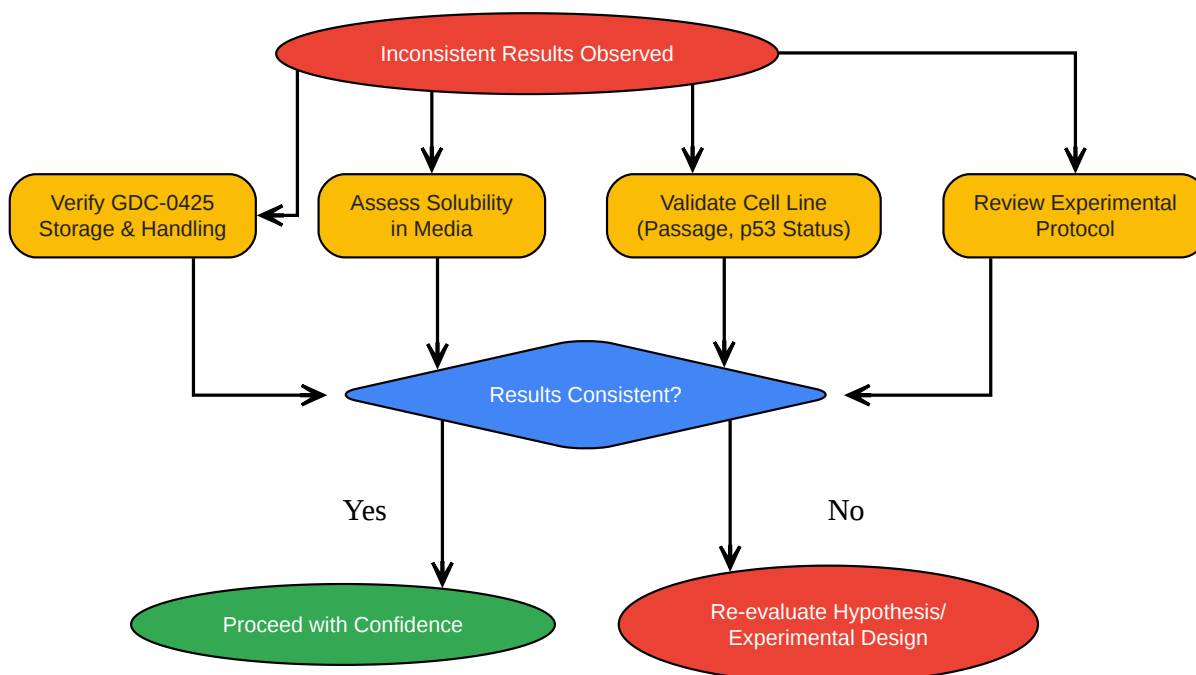 Inconsistent Results Observed
Verify GDC-0425
Storage & Handling
Assess Solubility
in Media
Validate Cell Line
(Passage, p53 Status)
Review Experimental
Protocol
Results Consistent?
Yes
No
Proceed with Confidence
Re-evaluate Hypothesis/
Experimental Design